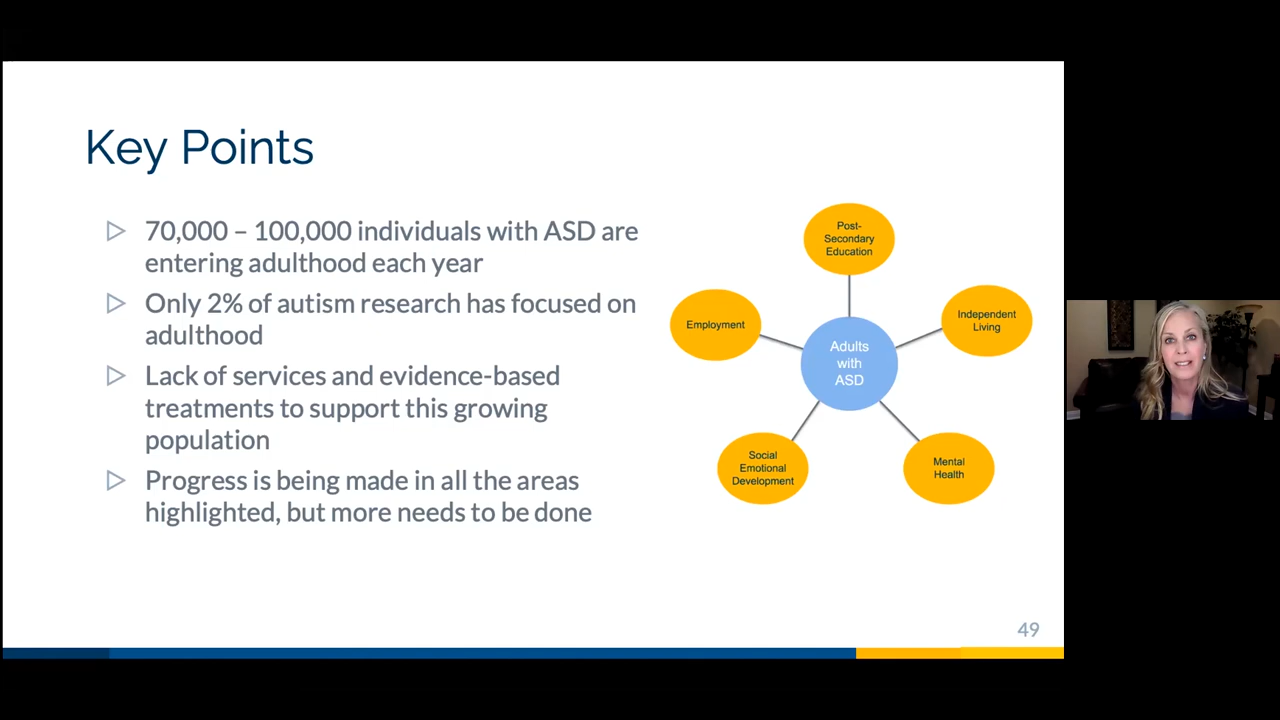 Key Points
70,000 – 100,000 individuals with ASD are
entering adulthood each year
Only 2% of autism research has focused on
adulthood
Lack of services and evidence-based
treatments to support this growing
population
Progress is being made in all the areas
highlighted, but more needs to be done
Post-
Secondary
Education
Employment
Independent
Living
Adults
with
ASD
Social
Emotional
Development
Mental
Health
49